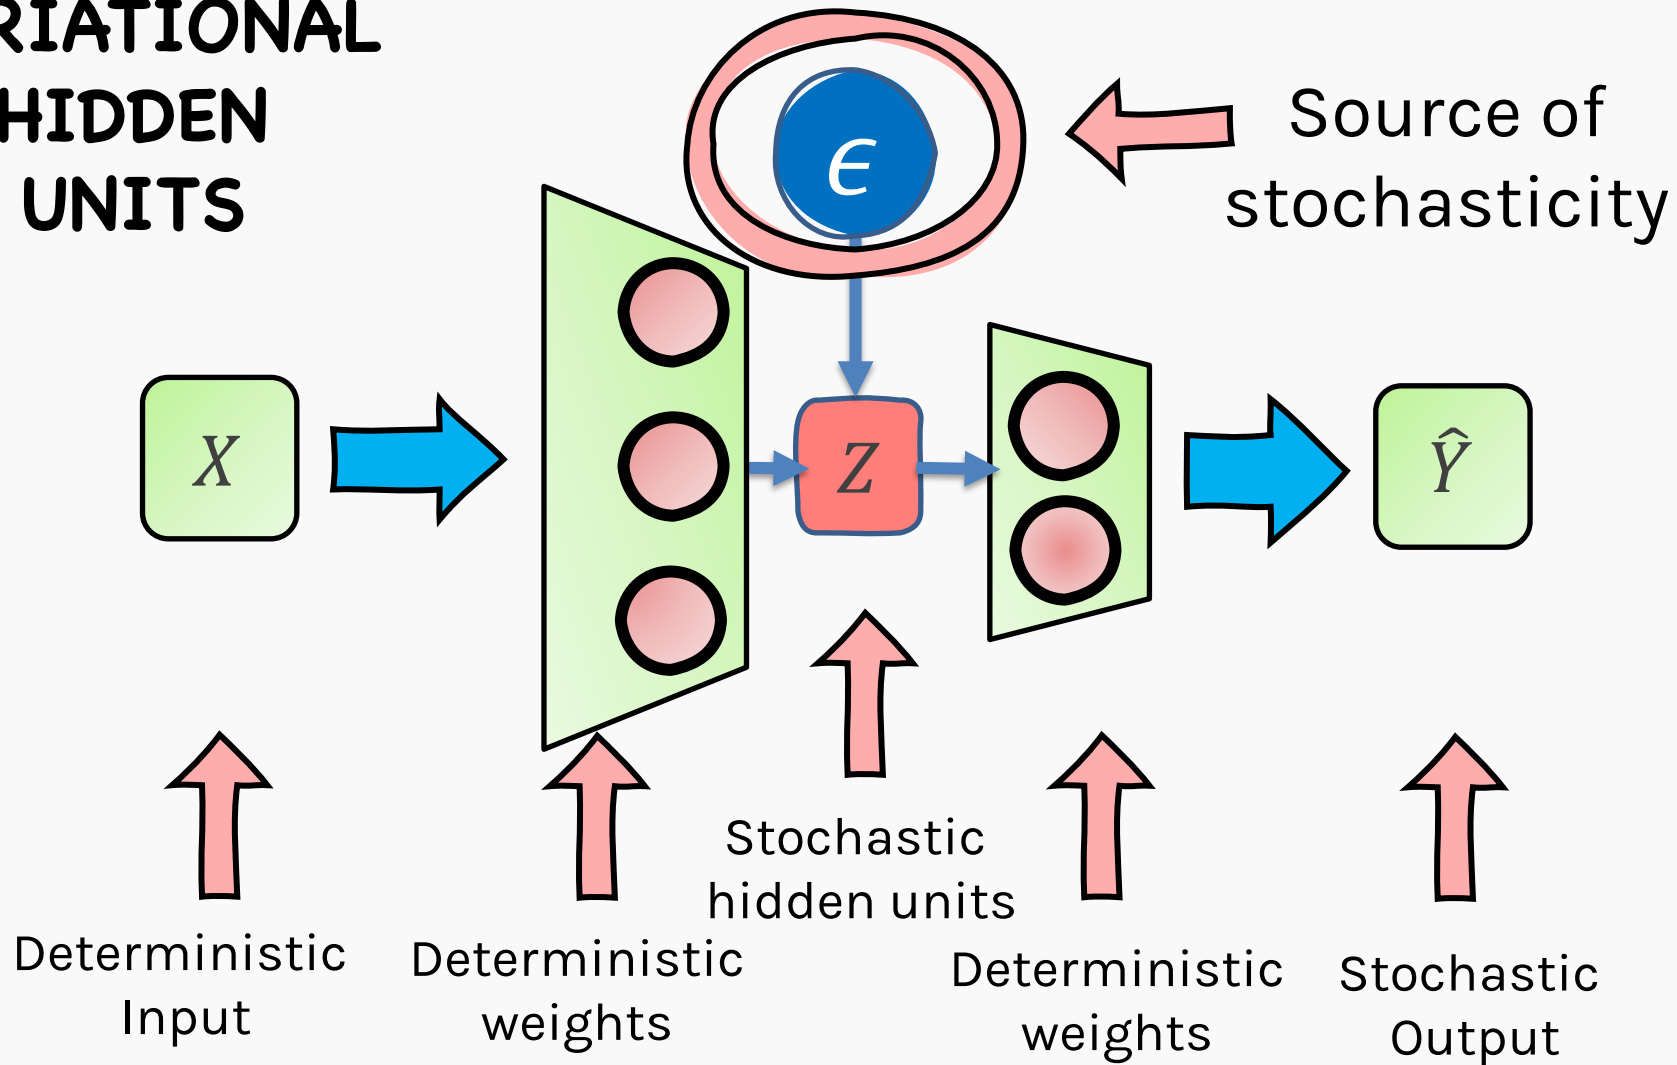 RIATIONAL
HIDDEN
UNITS
ϵ
Source of
stochasticity
X
Z
Ŷ
Stochastic
hidden units
Deterministic
Input
Deterministic
weights
Deterministic
weights
Stochastic
Output